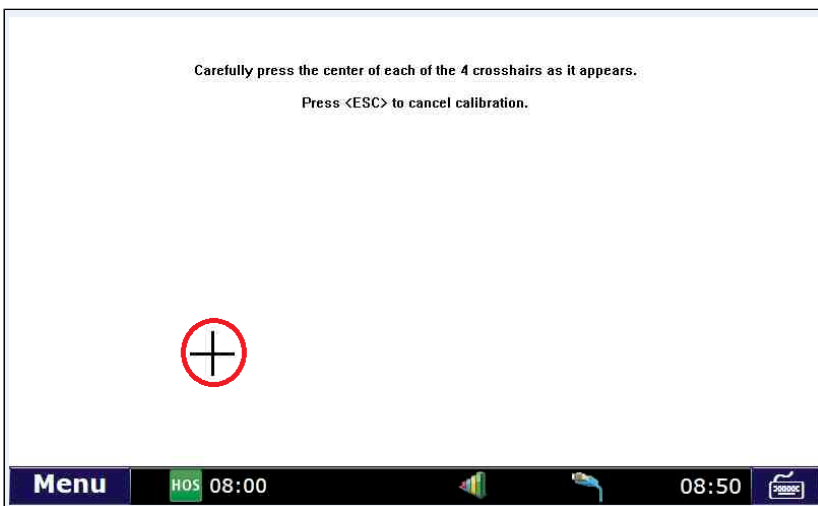 Carefully press the center of each of the 4 crosshairs as it appears.
Press <ESC> to cancel calibration.
Menu HOS 08:00 08:50